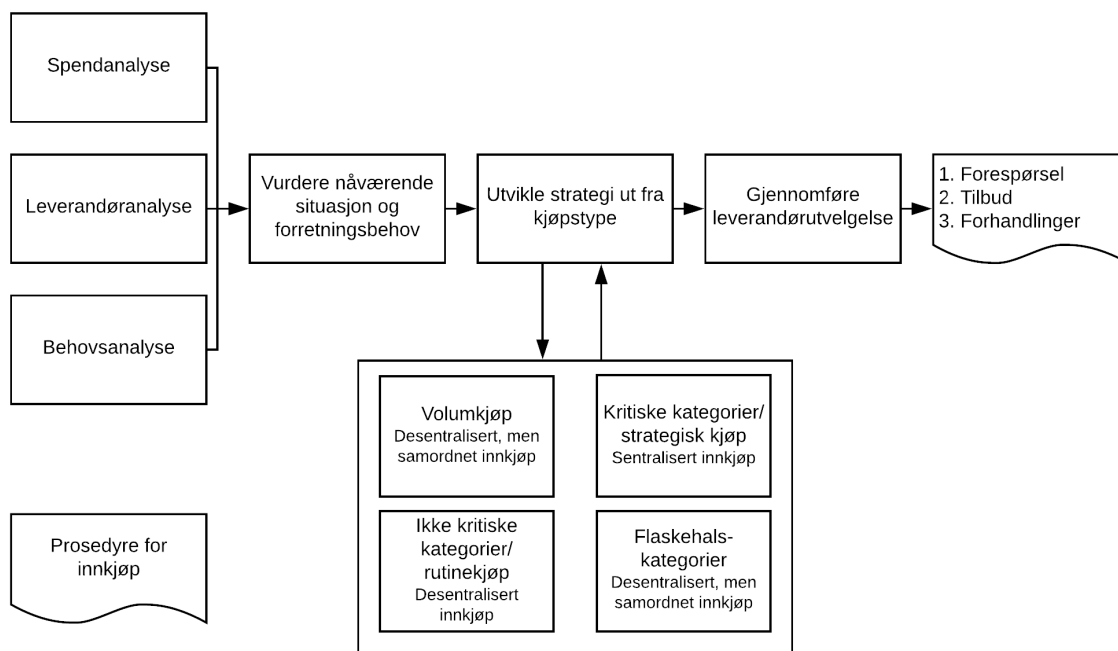 Spendanalyse
Leverandøranalyse
Behovsanalyse
Vurdere nåværende
situasjon og
forretningsbehov
Utvikle strategi ut fra
kjøpstype
Gjennomføre
leverandørutvelgelse
1. Forespørsel
2. Tilbud
3. Forhandlinger
Volumkjøp
Desentralisert, men
samordnet innkjøp
Kritiske kategorier/
strategisk kjøp
Sentralisert innkjøp
Ikke kritiske
kategorier/
rutinekjøp
Desentralisert
innkjøp
Flaskehals-
kategorier
Desentralisert, men
samordnet innkjøp
Prosedyre for
innkjøp